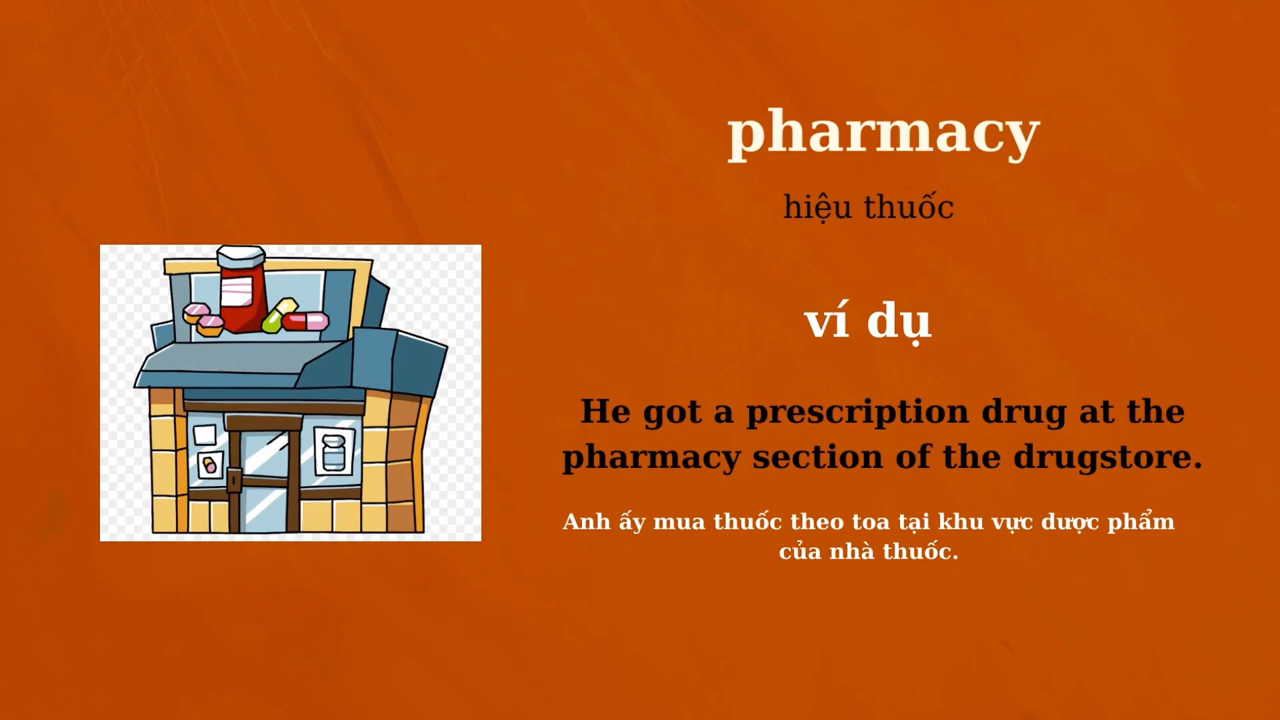 pharmacy
hiệu thuốc
ví dụ
He got a prescription drug at the
pharmacy section of the drugstore.
Anh ấy mua thuốc theo toa tại khu vực dược phẩm
của nhà thuốc.